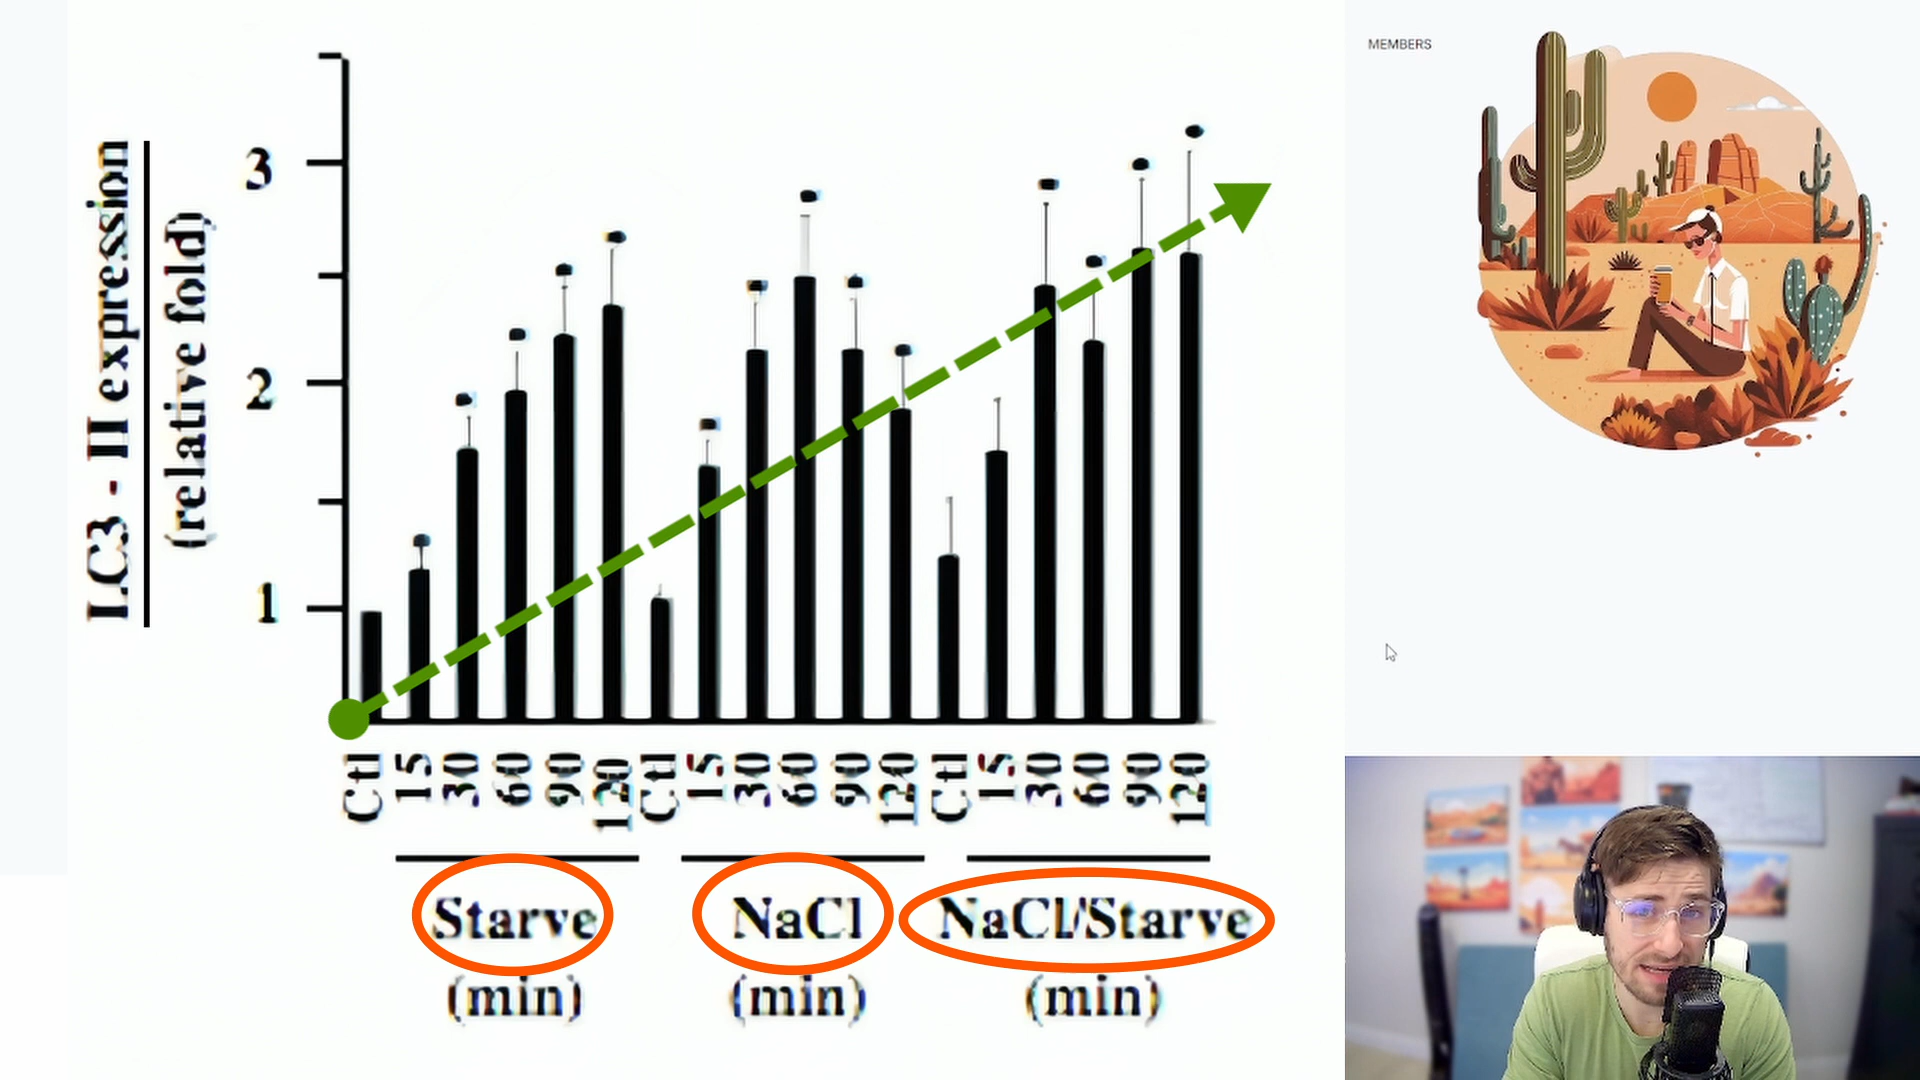 MEMBERS
LC3 - II expression
(relative fold)
3
2
1
Ctl 15 30 60 90 120 Ctl 15 30 60 90 120 Ctl 15 30 60 90 120
Starve NaCl NaCl/Starve
(min) (min) (min)